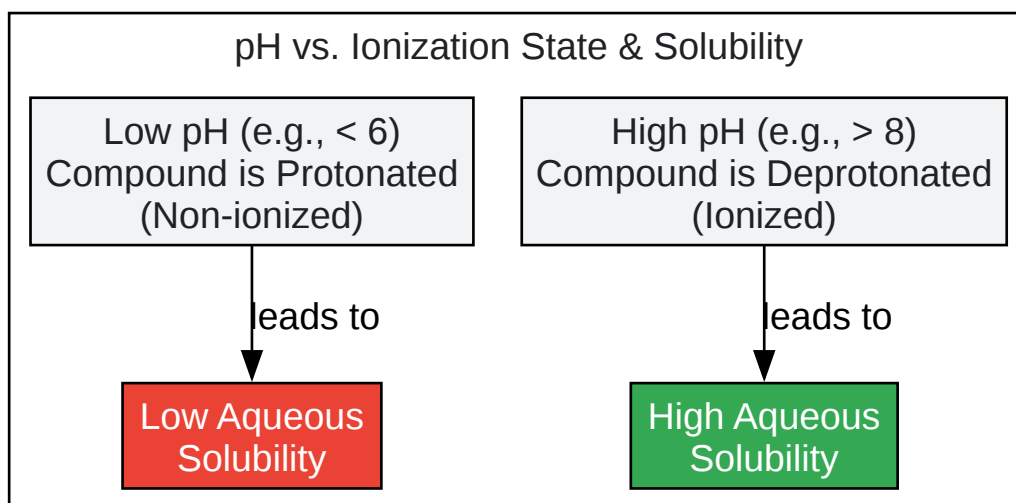 pH vs. Ionization State & Solubility
Low pH (e.g., < 6)
Compound is Protonated
(Non-ionized)
High pH (e.g., > 8)
Compound is Deprotonated
(Ionized)
leads to
leads to
Low Aqueous
Solubility
High Aqueous
Solubility